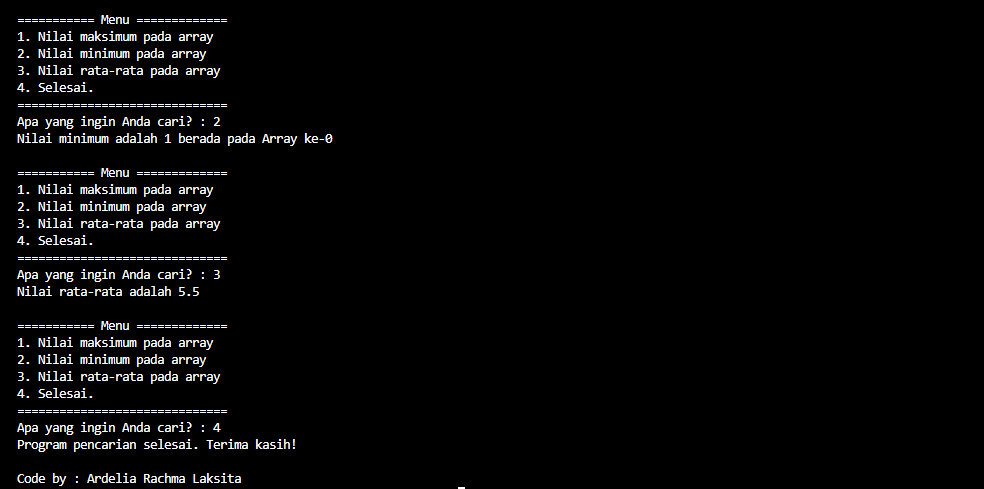 =========== Menu =============
1. Nilai maksimum pada array
2. Nilai minimum pada array
3. Nilai rata-rata pada array
4. Selesai.
==============================
Apa yang ingin Anda cari? : 2
Nilai minimum adalah 1 berada pada Array ke-0
=========== Menu =============
1. Nilai maksimum pada array
2. Nilai minimum pada array
3. Nilai rata-rata pada array
4. Selesai.
==============================
Apa yang ingin Anda cari? : 3
Nilai rata-rata adalah 5.5
=========== Menu =============
1. Nilai maksimum pada array
2. Nilai minimum pada array
3. Nilai rata-rata pada array
4. Selesai.
==============================
Apa yang ingin Anda cari? : 4
Program pencarian selesai. Terima kasih!
Code by : Ardelia Rachma Laksita